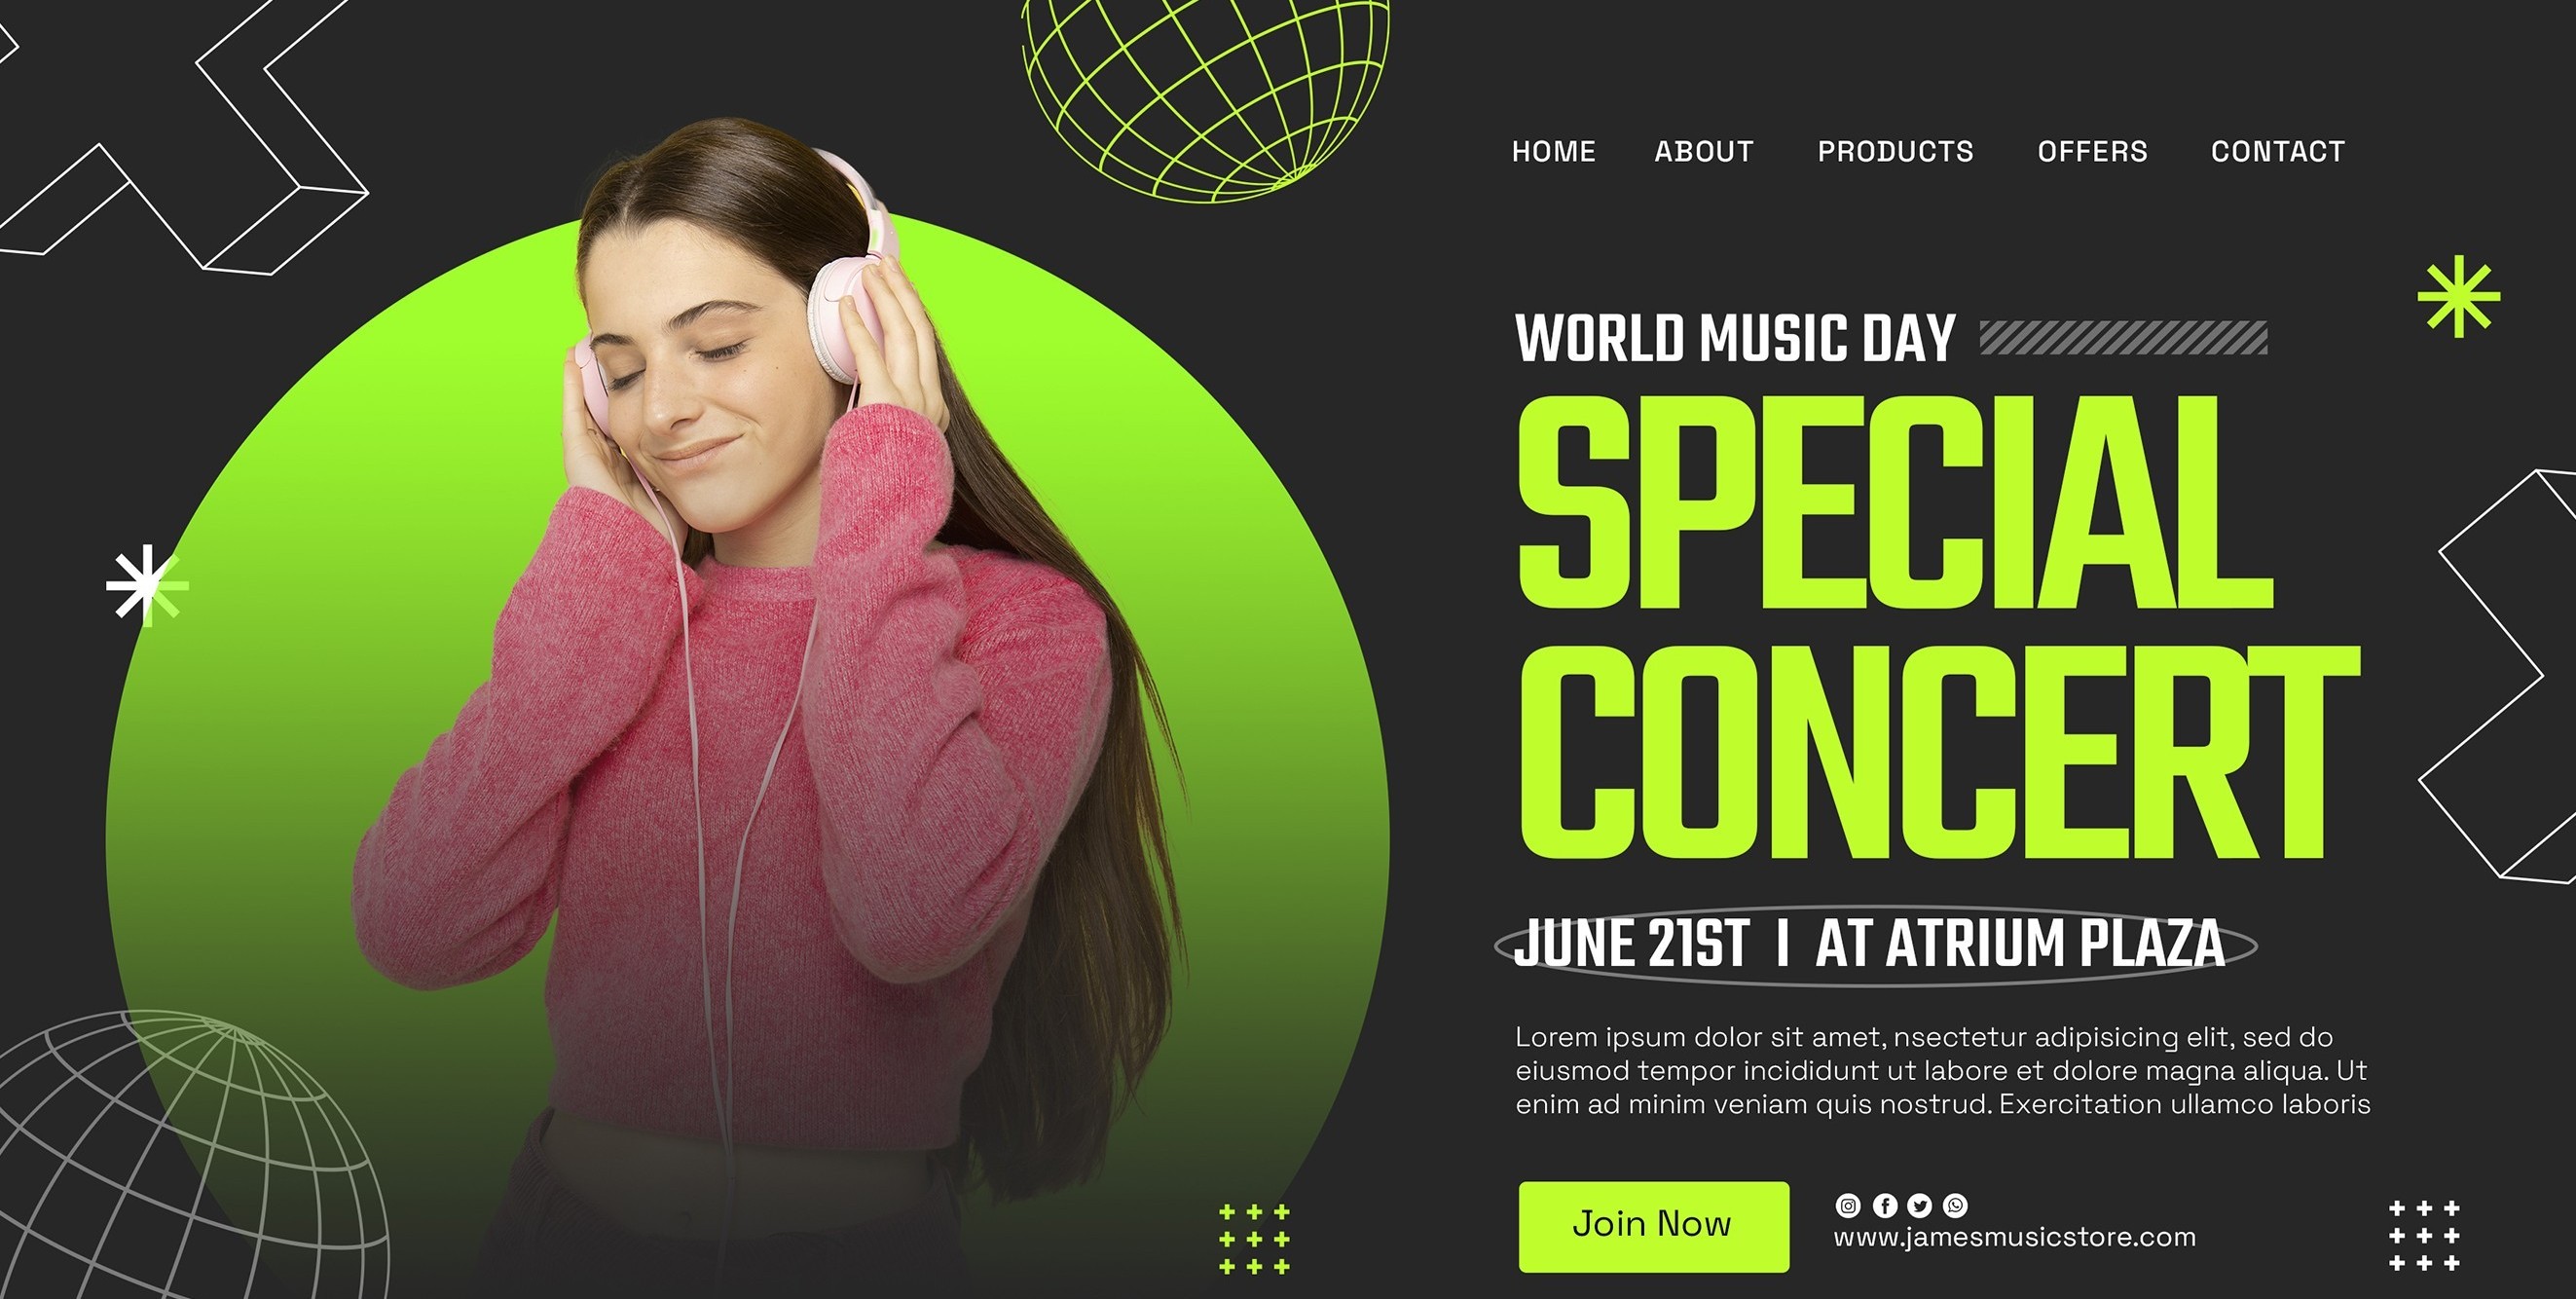 HOME ABOUT PRODUCTS OFFERS CONTACT
WORLD MUSIC DAY
SPECIAL
CONCERT
JUNE 21ST | AT ATRIUM PLAZA
Lorem ipsum dolor sit amet, nsectetur adipisicing elit, sed do
eiusmod tempor incididunt ut labore et dolore magna aliqua. Ut
enim ad minim veniam quis nostrud. Exercitation ullamco laboris
Join Now
www.jamesmusicstore.com